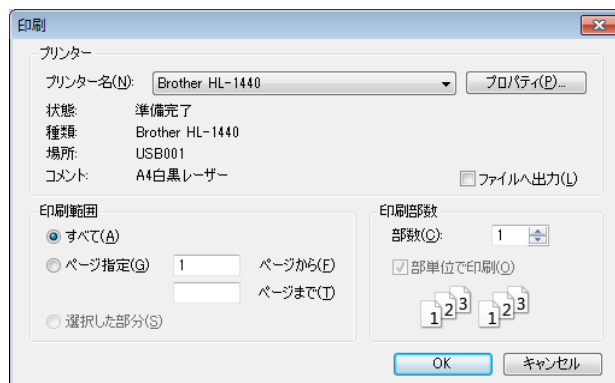 印刷
プリンター
プリンター名(N): Brother HL-1440 プロパティ(P)...
状態: 準備完了
種類: Brother HL-1440
場所: USB001
コメント: A4白黒レーザー
ファイルへ出力(L)
印刷範囲
すべて(A)
ページ指定(G) 1 ページから(F)
ページまで(T)
選択した部分(S)
印刷部数
部数(C): 1
部単位で印刷(O)
1 2 3 1 2 3
OK キャンセル